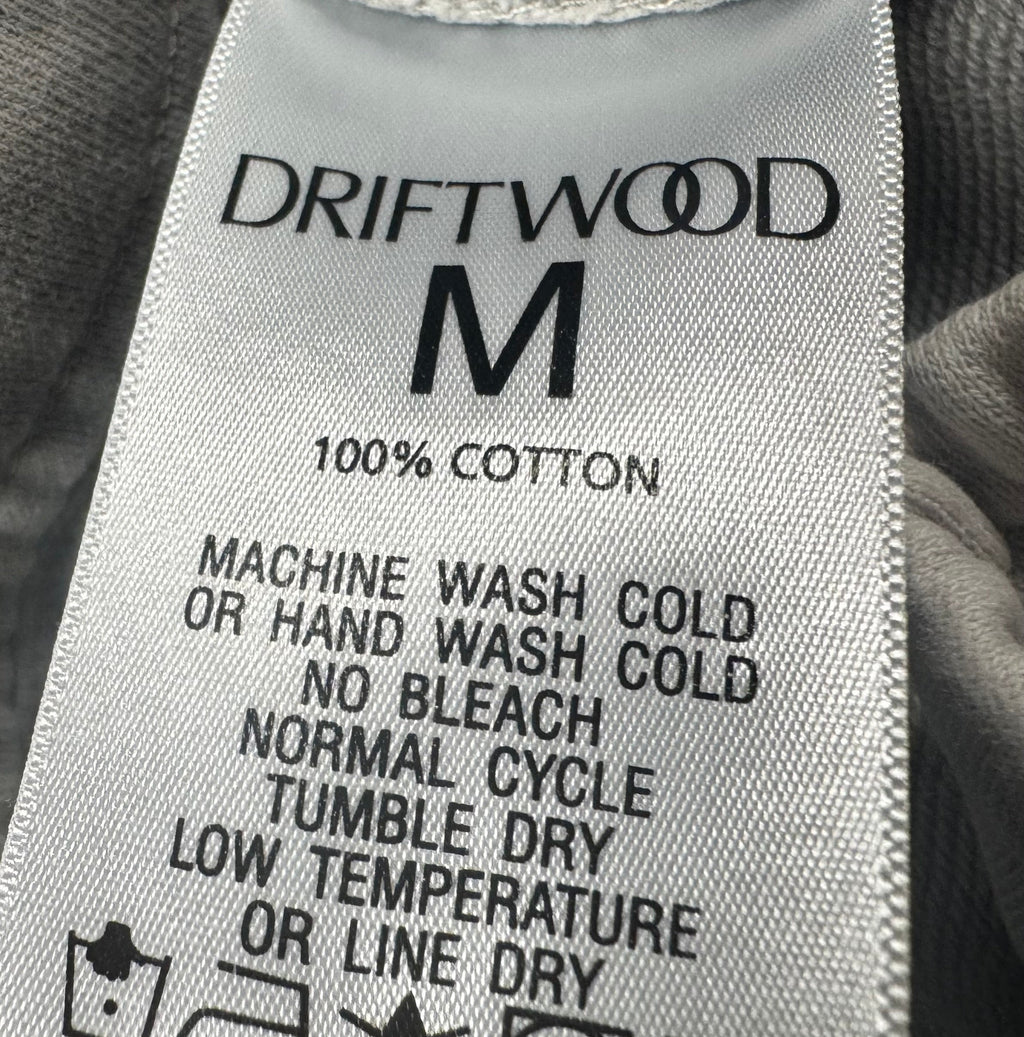 DRIFTWOOD
M
100% COTTON
MACHINE WASH COLD
OR HAND WASH COLD
NO BLEACH
NORMAL CYCLE
TUMBLE DRY
LOW TEMPERATURE
OR LINE DRY